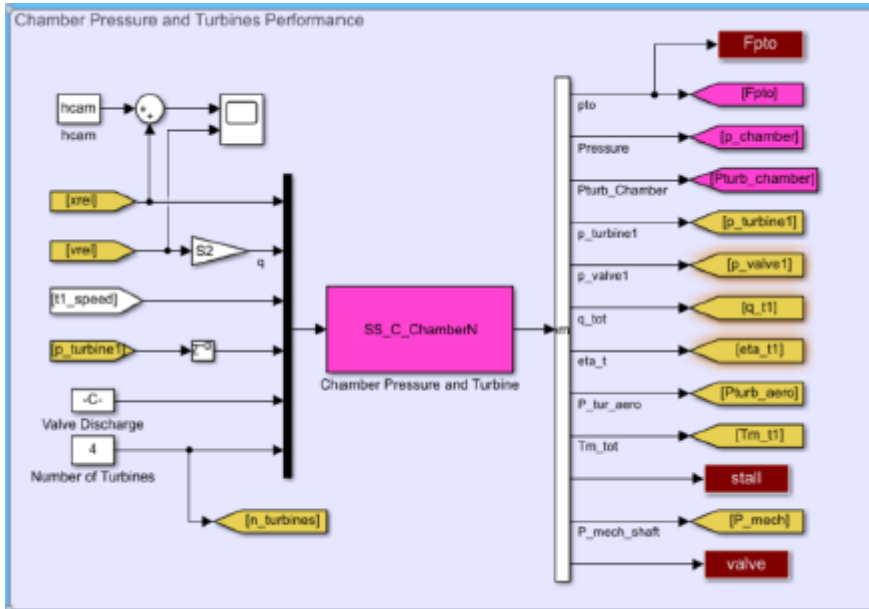 Chamber Pressure and Turbines Performance
hcam
hcam
[xrel]
[vrel]
S2
q
[t1_speed]
[p_turbine1]
-C-
Valve Discharge
4
Number of Turbines
[n_turbines]
SS_C_ChamberN
Chamber Pressure and Turbine
pto
Fpto
[Fpto]
Pressure
[p_chamber]
Pturb_Chamber
[Pturb_chamber]
p_turbine1
[p_turbine1]
p_valve1
[p_valve1]
q_tot
[q_t1]
eta_t
[eta_t1]
P_tur_aero
[Pturb_aero]
Tm_tot
[Tm_t1]
stall
P_mech_shaft
[P_mech]
valve